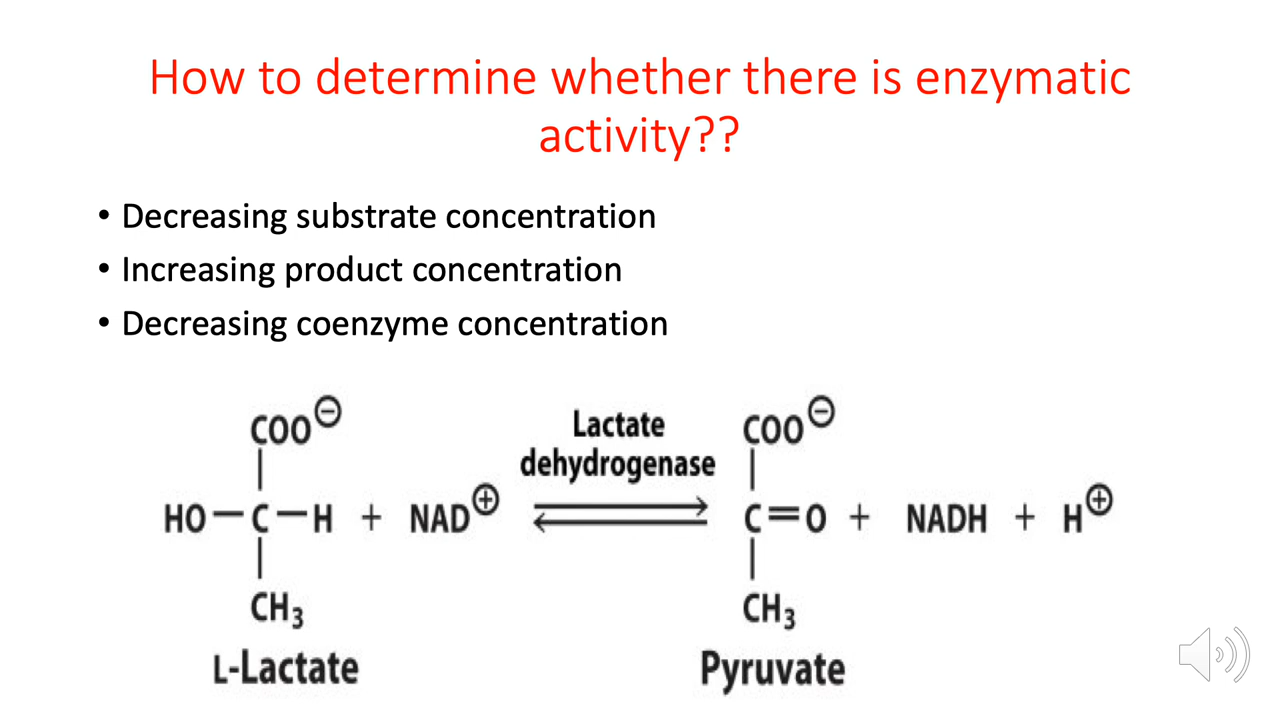 How to determine whether there is enzymatic
activity??
• Decreasing substrate concentration
• Increasing product concentration
• Decreasing coenzyme concentration
COO⊖ Lactate COO⊖
dehydrogenase
HO—C—H + NAD⊕ ⇌ C=O + NADH + H⊕
CH₃ CH₃
L-Lactate Pyruvate